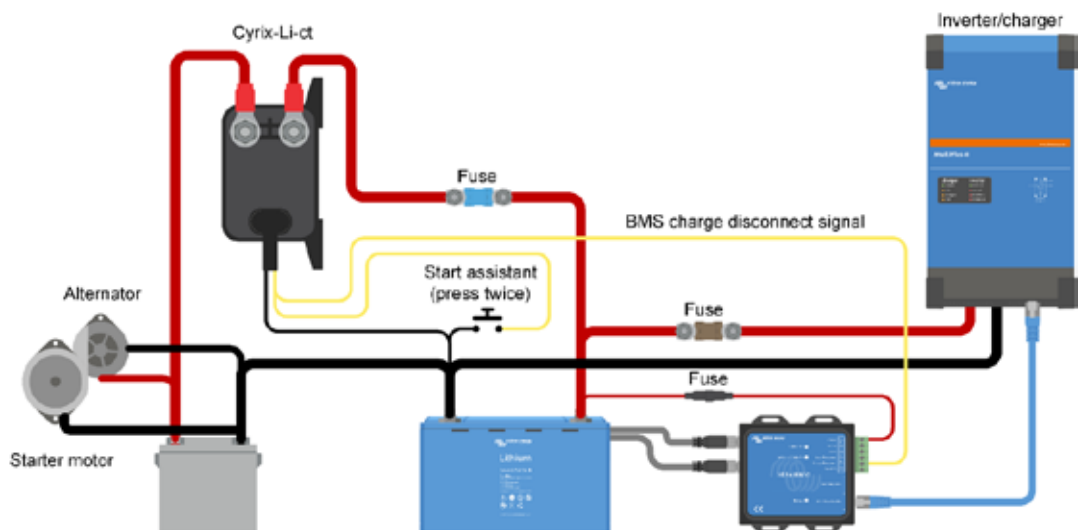 Inverter/charger
Cyrix-Li-ct
Fuse
BMS charge disconnect signal
Start assistant
(press twice)
Alternator
Fuse
Fuse
Starter motor
Lithium